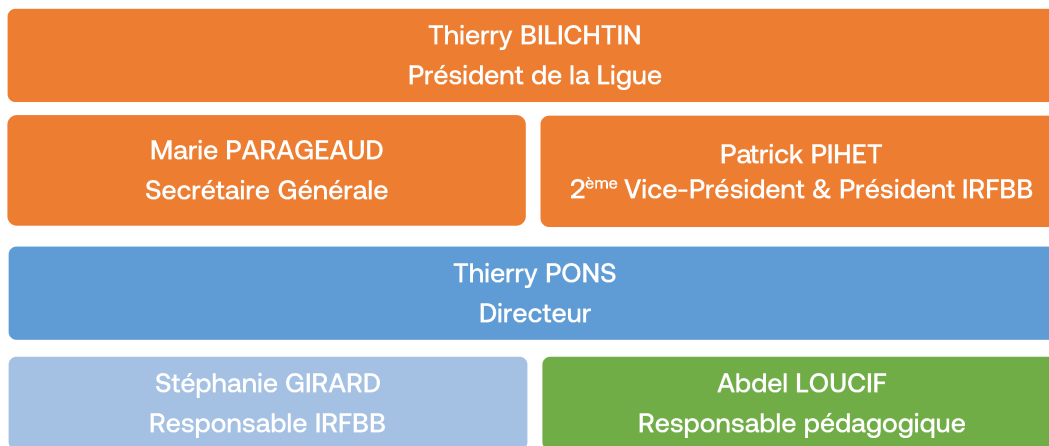 Thierry BILICHTIN
Président de la Ligue
Marie PARAGEAUD
Secrétaire Générale
Patrick PIHET
2ème Vice-Président & Président IRFBB
Thierry PONS
Directeur
Stéphanie GIRARD
Responsable IRFBB
Abdel LOUCIF
Responsable pédagogique